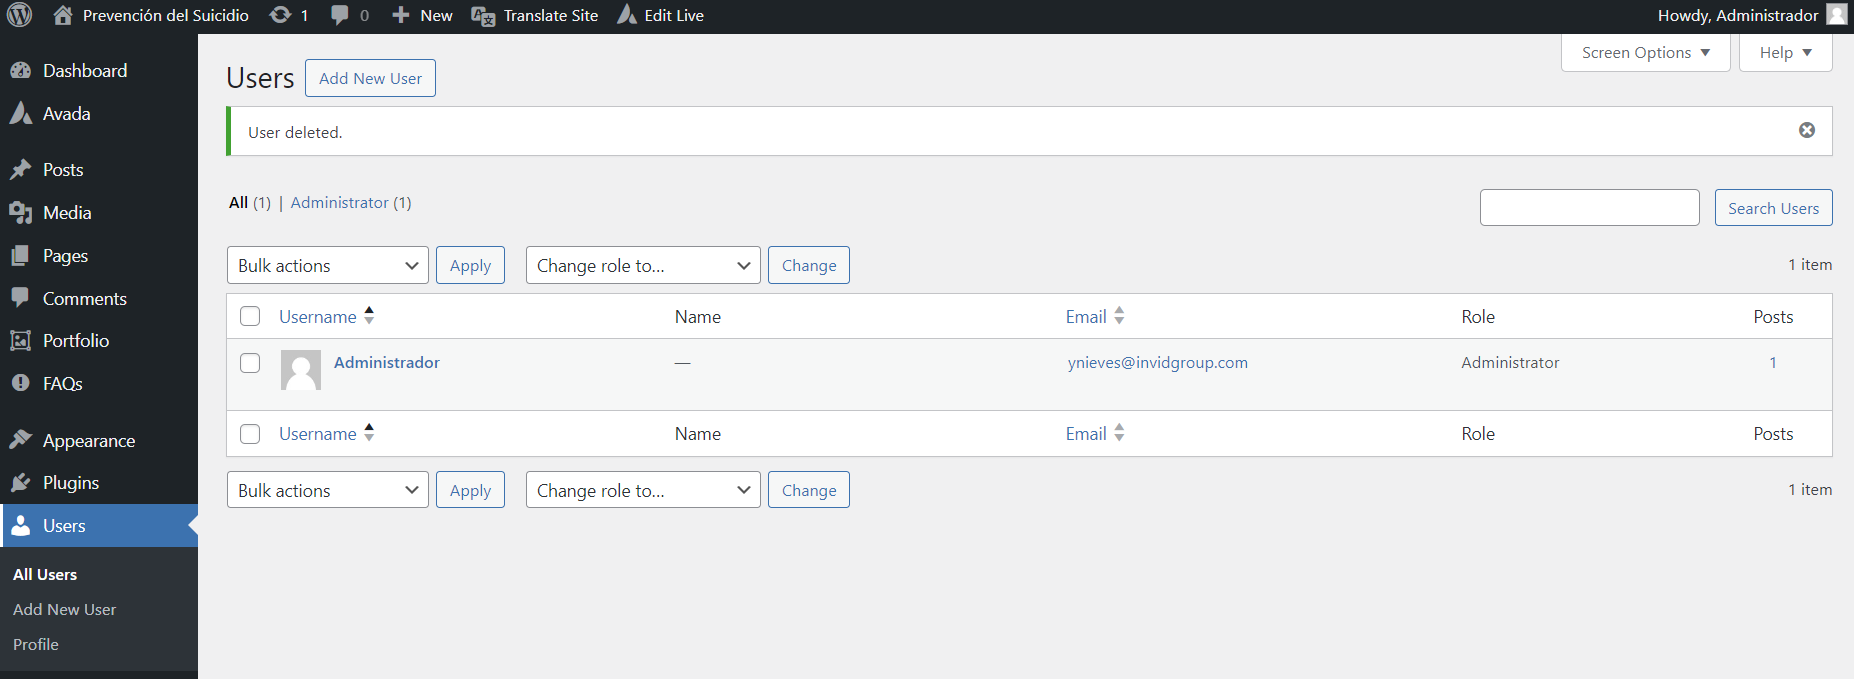 Prevención del Suicidio 1 0 New Translate Site Edit Live Howdy, Administrador
Dashboard
Avada
Posts
Media
Pages
Comments
Portfolio
FAQs
Appearance
Plugins
Users
All Users
Add New User
Profile
Screen Options Help
Users Add New User
User deleted.
All (1) | Administrator (1)
Search Users
Bulk actions Apply Change role to... Change 1 item
Username Name Email Role Posts
Administrador — ynieves@invidgroup.com Administrator 1
Username Name Email Role Posts
Bulk actions Apply Change role to... Change 1 item